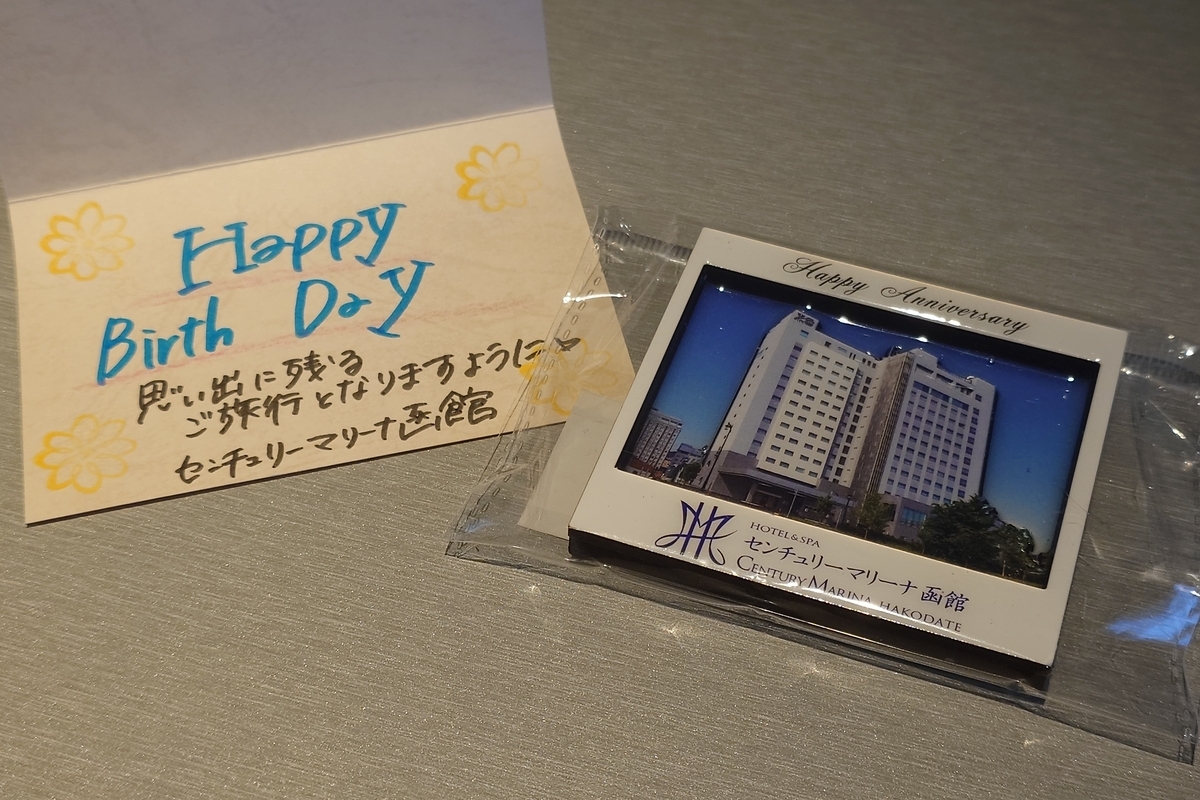 Happy
Birth Day
思い出に残る
ご旅行となりますように♡
センチュリーマリーナ函館
Happy Anniversary
HOTEL & SPA
センチュリーマリーナ函館
CENTURY MARINA HAKODATE